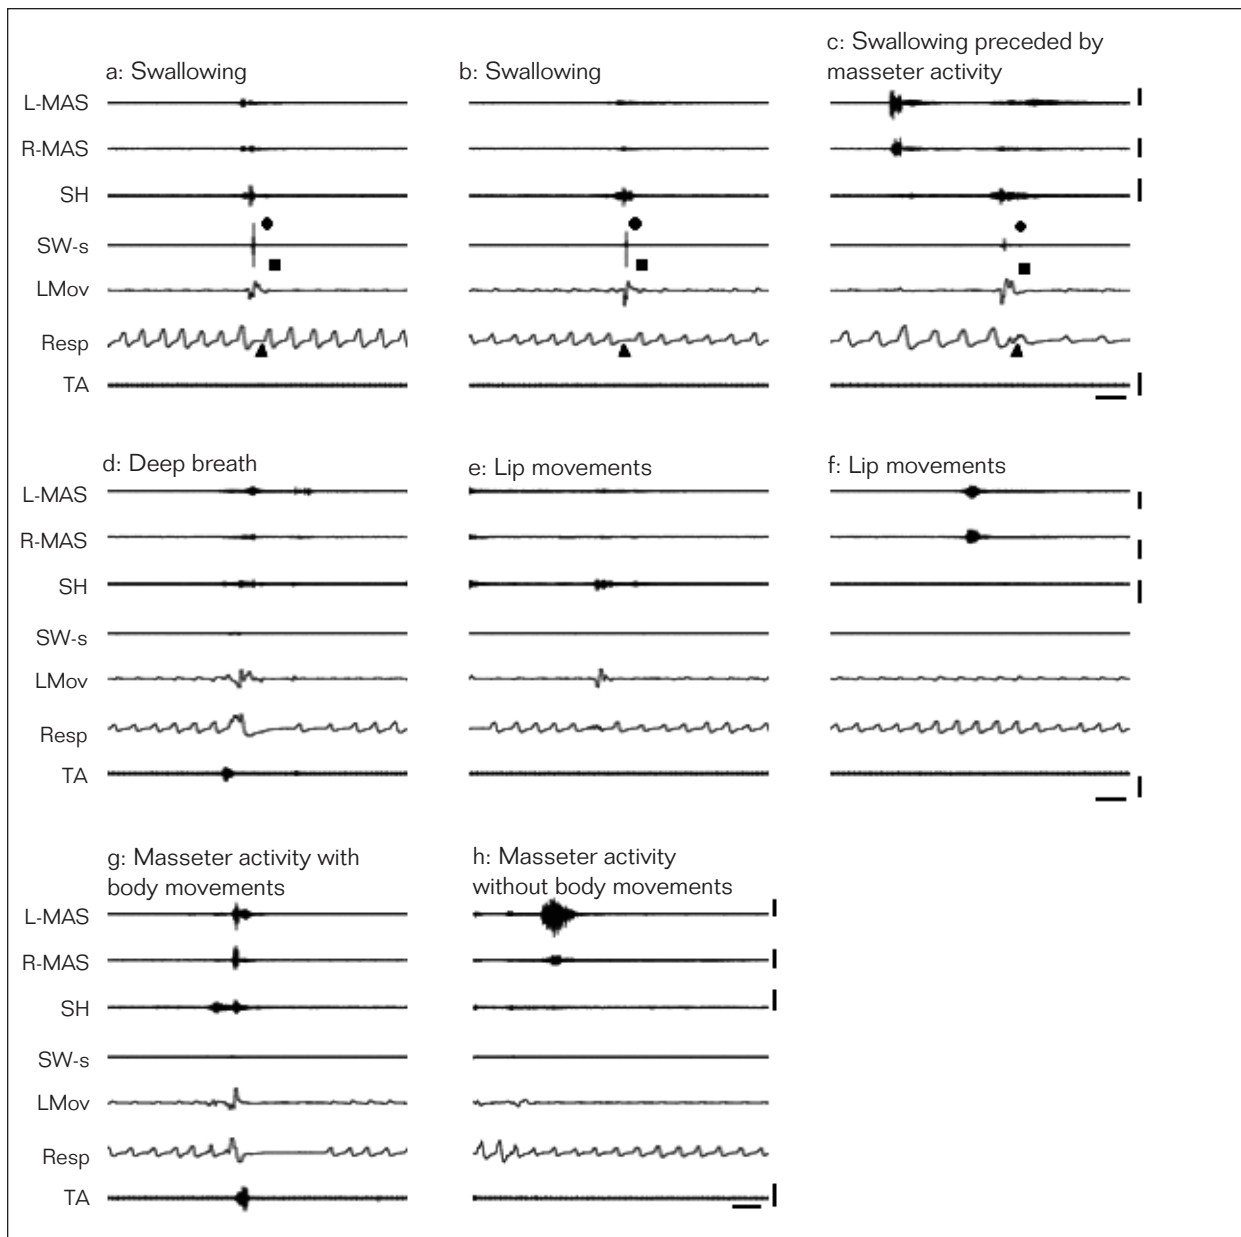 c: Swallowing preceded by
masseter activity
a: Swallowing
b: Swallowing
L-MAS
R-MAS
SH
SW-s
LMov
Resp
TA
d: Deep breath
e: Lip movements
f: Lip movements
L-MAS
R-MAS
SH
SW-s
LMov
Resp
TA
g: Masseter activity with
body movements
h: Masseter activity
without body movements
L-MAS
R-MAS
SH
SW-s
LMov
Resp
TA